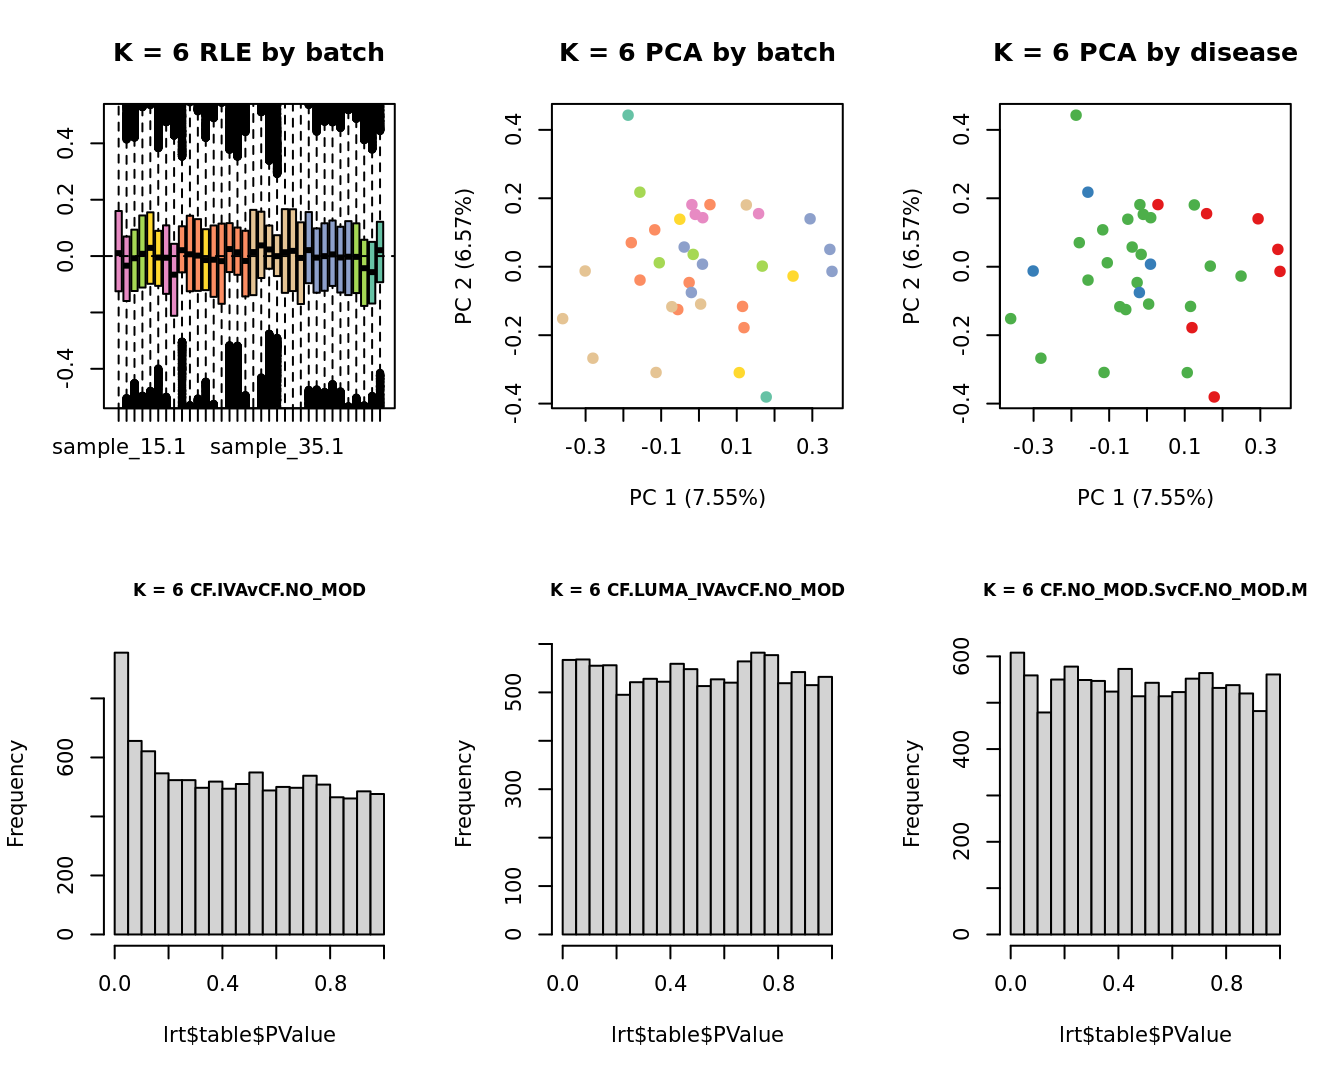 K = 6 RLE by batch
0.4
0.2
0.0
-0.4
sample_15.1 sample_35.1
K = 6 PCA by batch
PC 2 (6.57%)
0.4
0.2
0.0
-0.2
-0.4
-0.3 -0.1 0.1 0.3
PC 1 (7.55%)
K = 6 PCA by disease
PC 2 (6.57%)
0.4
0.2
0.0
-0.2
-0.4
-0.3 -0.1 0.1 0.3
PC 1 (7.55%)
K = 6 CF.IVAvCF.NO_MOD
Frequency
600
200
0
0.0 0.4 0.8
lrt$table$PValue
K = 6 CF.LUMA_IVAvCF.NO_MOD
Frequency
500
300
100
0
0.0 0.4 0.8
lrt$table$PValue
K = 6 CF.NO_MOD.SvCF.NO_MOD.M
Frequency
600
400
200
0
0.0 0.4 0.8
lrt$table$PValue